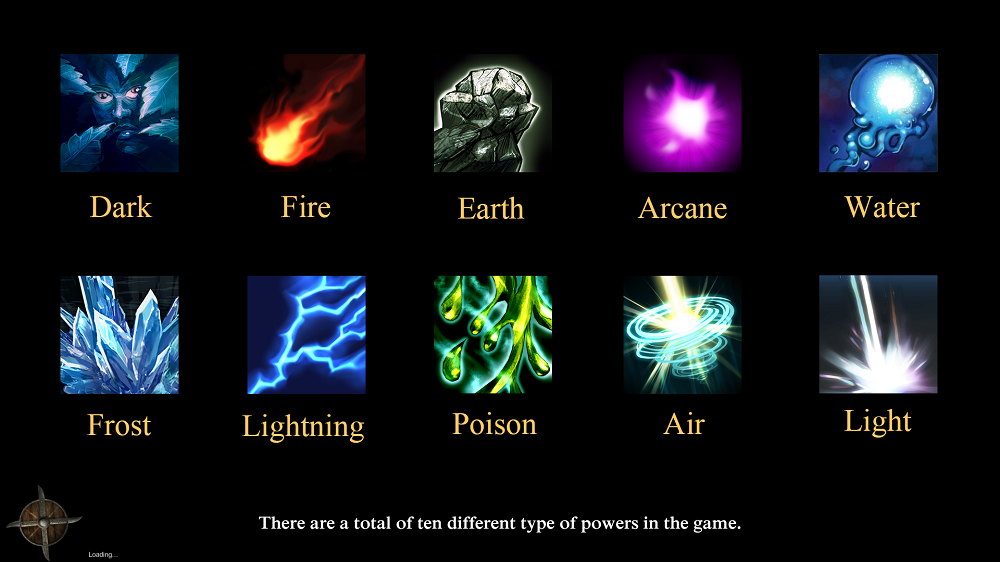 Dark
Fire
Earth
Arcane
Water
Frost
Lightning
Poison
Air
Light
There are a total of ten different type of powers in the game.
Loading...